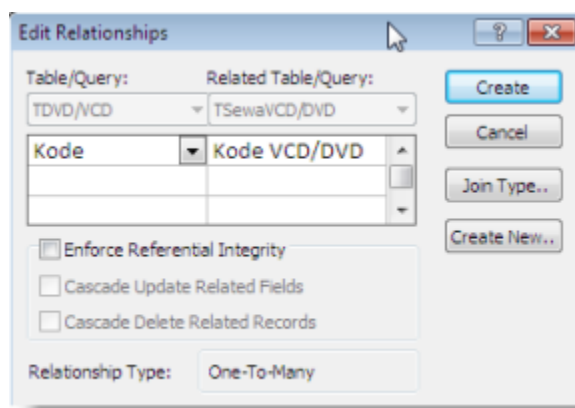 Edit Relationships
Table/Query: Related Table/Query:
TDVD/VCD TSewaVCD/DVD
Kode Kode VCD/DVD
Enforce Referential Integrity
Cascade Update Related Fields
Cascade Delete Related Records
Relationship Type: One-To-Many
Create
Cancel
Join Type..
Create New..